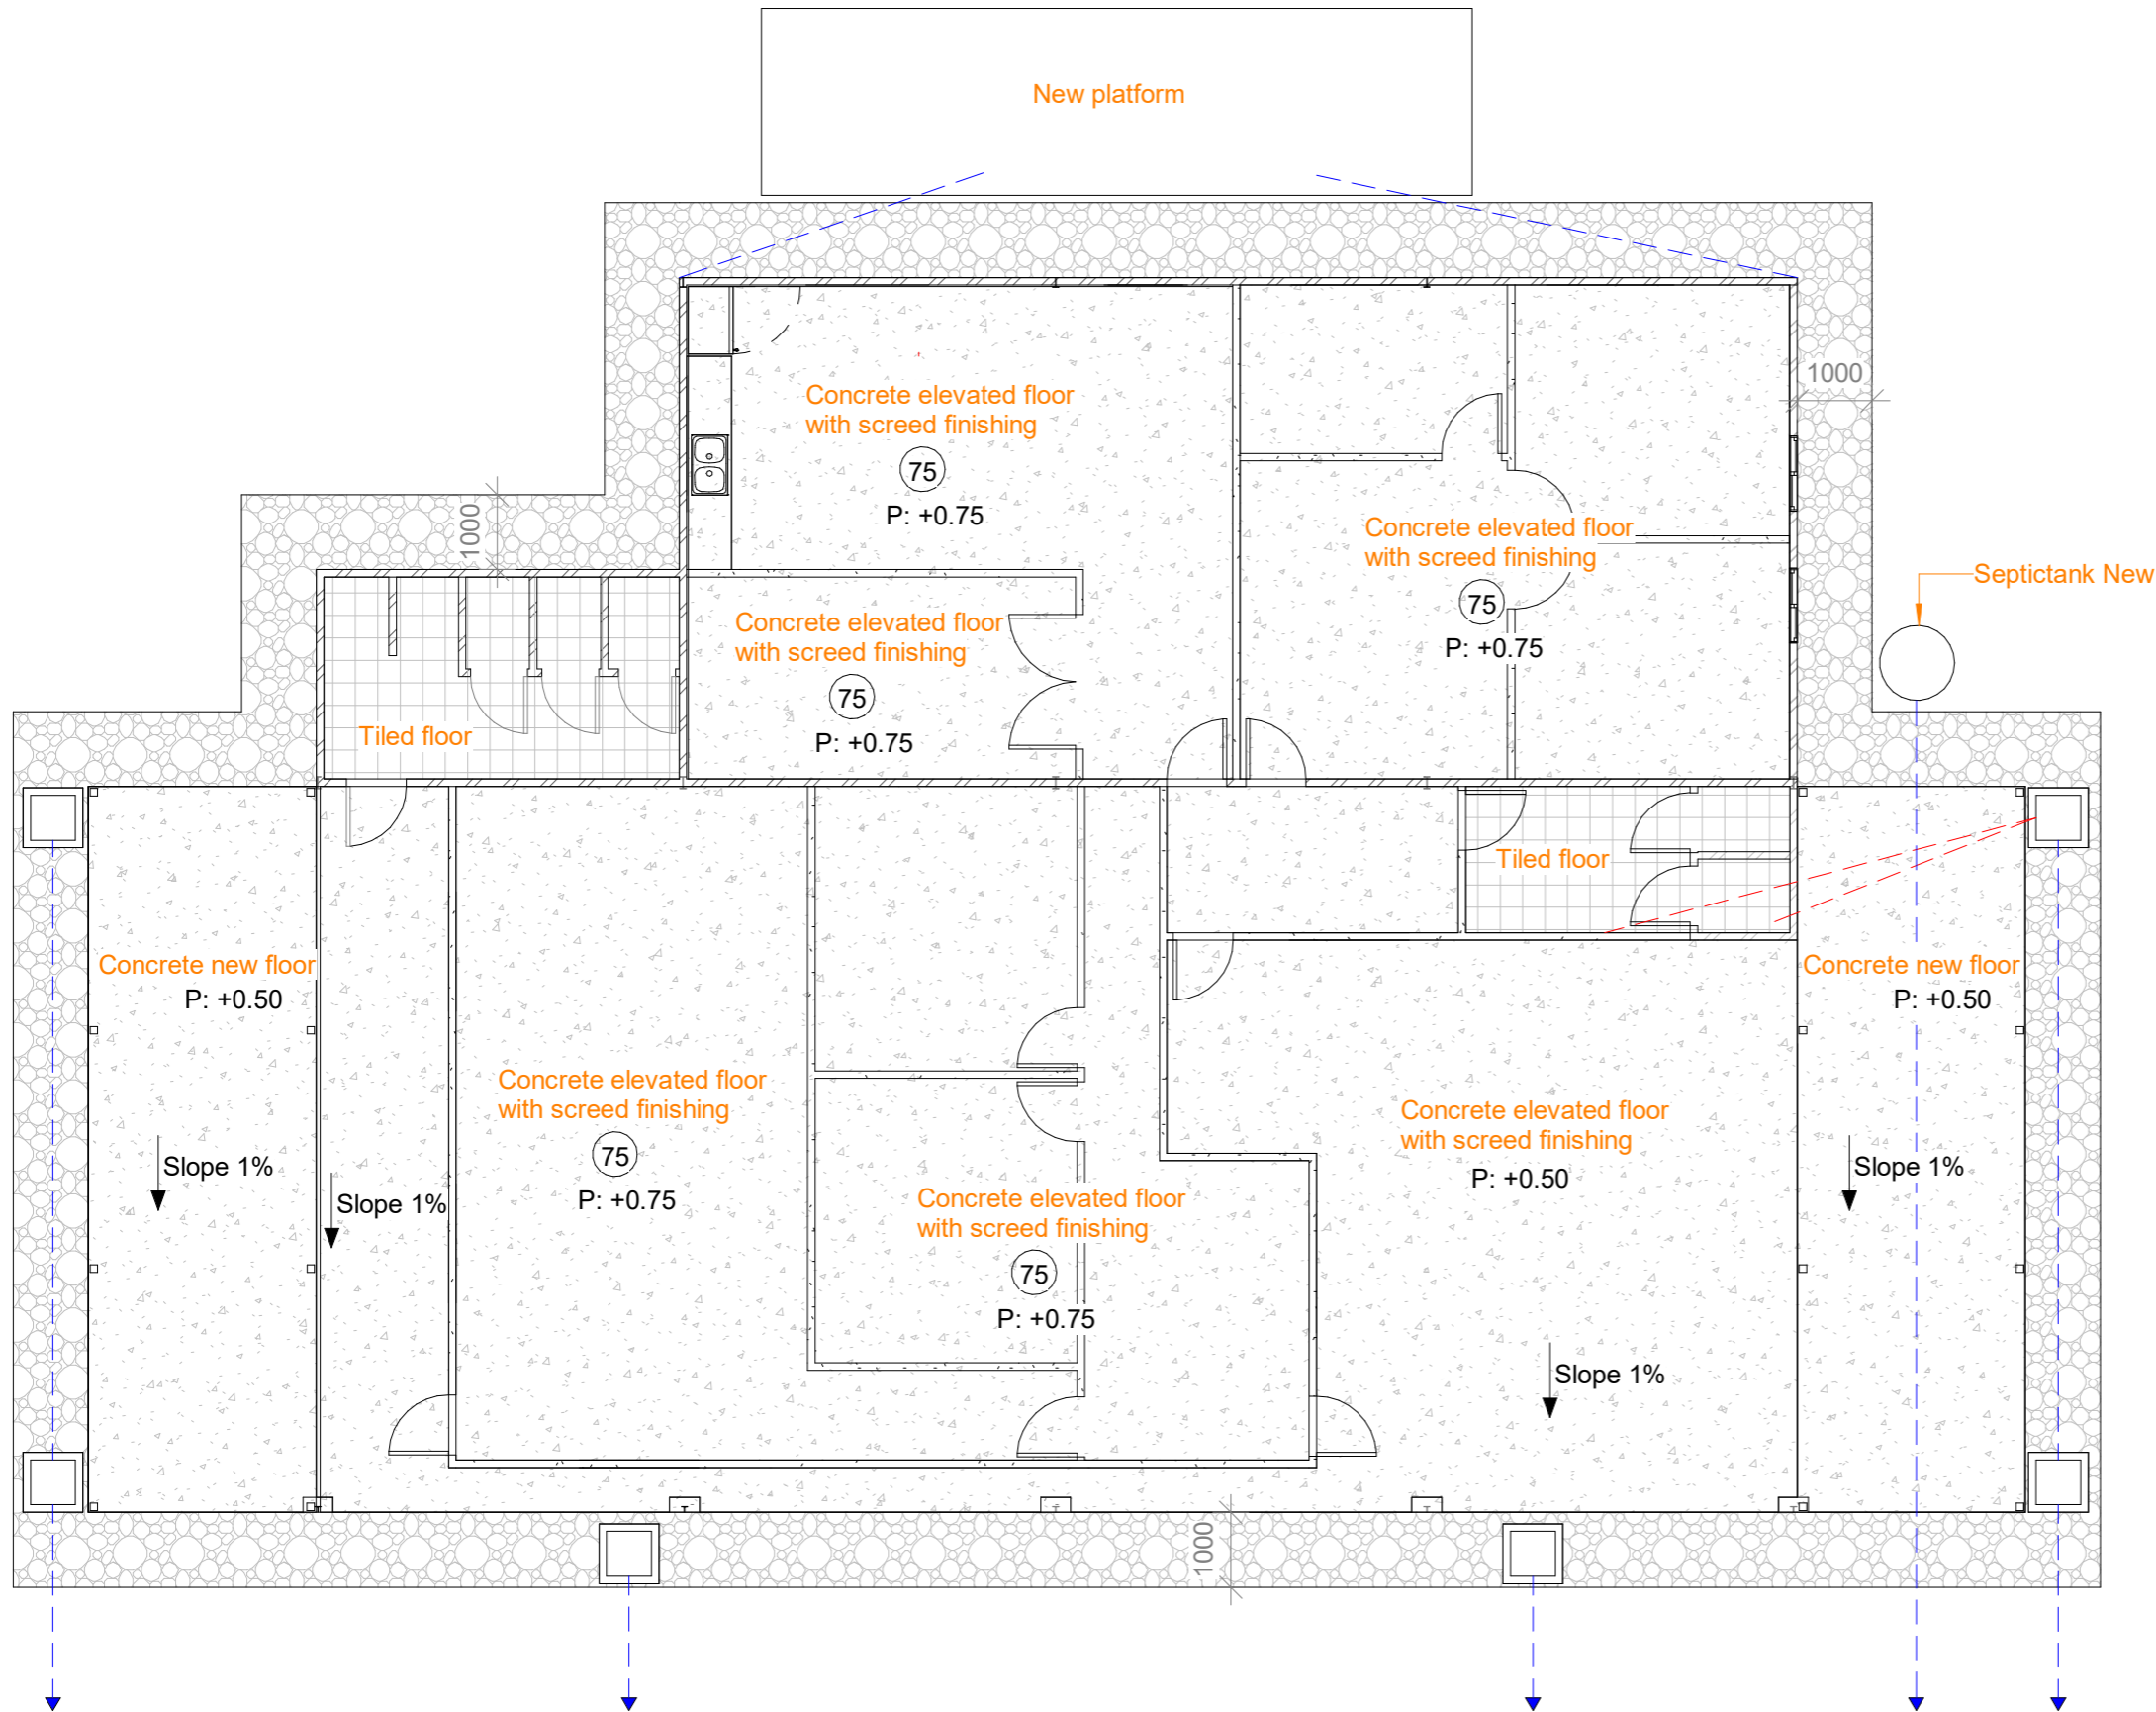 New platform
Concrete elevated floor
with screed finishing
75
P: +0.75
1000
1000
Concrete elevated floor
with screed finishing
75
P: +0.75
Septictank New
Concrete elevated floor
with screed finishing
75
P: +0.75
Tiled floor
Tiled floor
Concrete new floor
P: +0.50
Concrete new floor
P: +0.50
Concrete elevated floor
with screed finishing
75
P: +0.75
Concrete elevated floor
with screed finishing
P: +0.50
Slope 1%
Slope 1%
Slope 1%
Concrete elevated floor
with screed finishing
75
P: +0.75
Slope 1%
1000